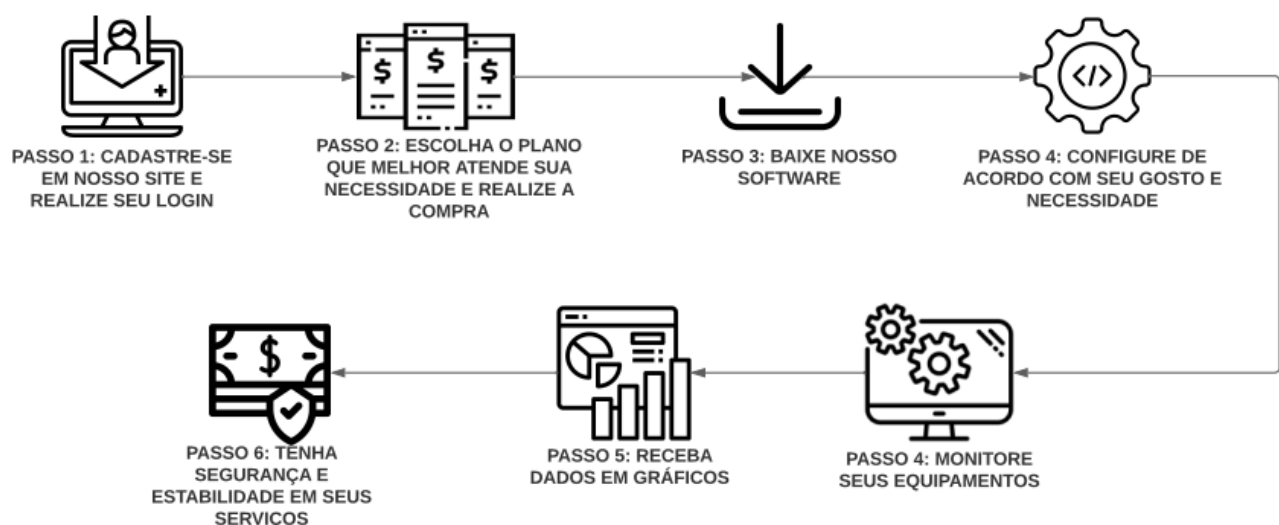 PASSO 1: CADASTRE-SE
EM NOSSO SITE E
REALIZE SEU LOGIN
PASSO 2: ESCOLHA O PLANO
QUE MELHOR ATENDE SUA
NECESSIDADE E REALIZE A
COMPRA
PASSO 3: BAIXE NOSSO
SOFTWARE
PASSO 4: CONFIGURE DE
ACORDO COM SEU GOSTO E
NECESSIDADE
PASSO 4: MONITORE
SEUS EQUIPAMENTOS
PASSO 5: RECEBA
DADOS EM GRÁFICOS
PASSO 6: TENHA
SEGURANÇA E
ESTABILIDADE EM SEUS
SERVICOS